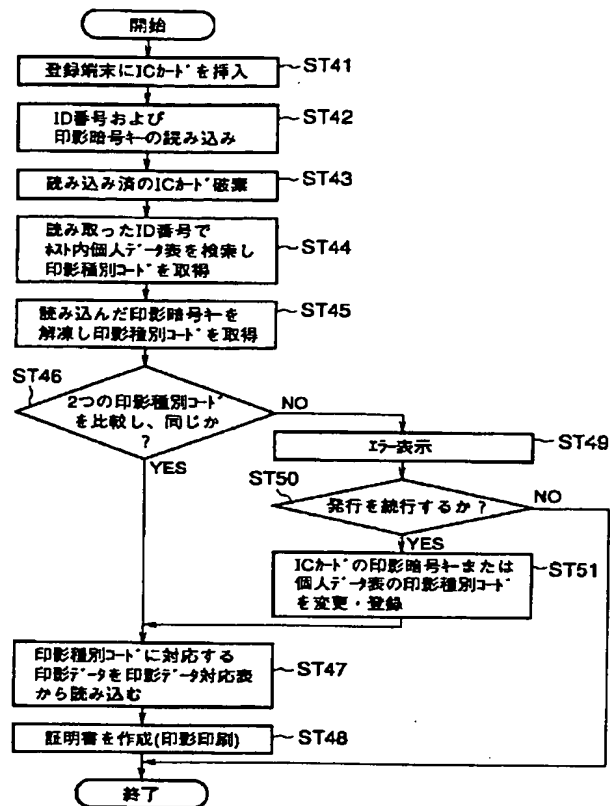 開始
登録端末にICカードを挿入
ST41
ID番号および
印影暗号キーの読み込み
ST42
読み込み済のICカード破棄
ST43
読み取ったID番号で
ホスト内個人データ表を検索し
印影種別コードを取得
ST44
読み込んだ印影暗号キーを
解凍し印影種別コードを取得
ST45
ST46
2つの印影種別コード
を比較し、同じか
?
NO
YES
エラー表示
ST49
ST50
発行を続行するか?
NO
YES
ICカードの印影暗号キーまたは
個人データ表の印影種別コード
を変更・登録
ST51
印影種別コードに対応する
印影データを印影データ対応表
から読み込む
ST47
証明書を作成(印影印刷)
ST48
終了